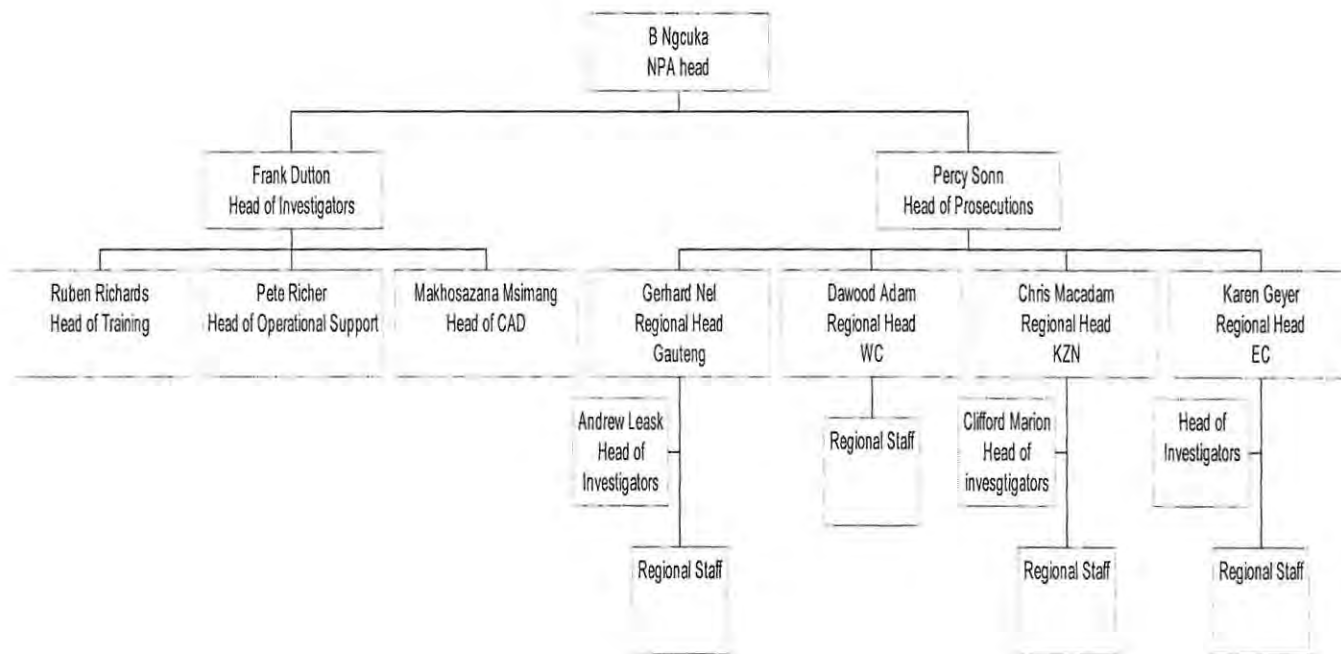 B Ngcuka
NPA head
Frank Dutton
Head of Investigators
Percy Sonn
Head of Prosecutions
Ruben Richards
Head of Training
Pete Richer
Head of Operational Support
Makhosazana Msimang
Head of CAD
Gerhard Nel
Regional Head
Gauteng
Dawood Adam
Regional Head
WC
Chris Macadam
Regional Head
KZN
Karen Geyer
Regional Head
EC
Andrew Leask
Head of
Investigators
Regional Staff
Clifford Marion
Head of
invesgtigators
Head of
Investigators
Regional Staff
Regional Staff
Regional Staff